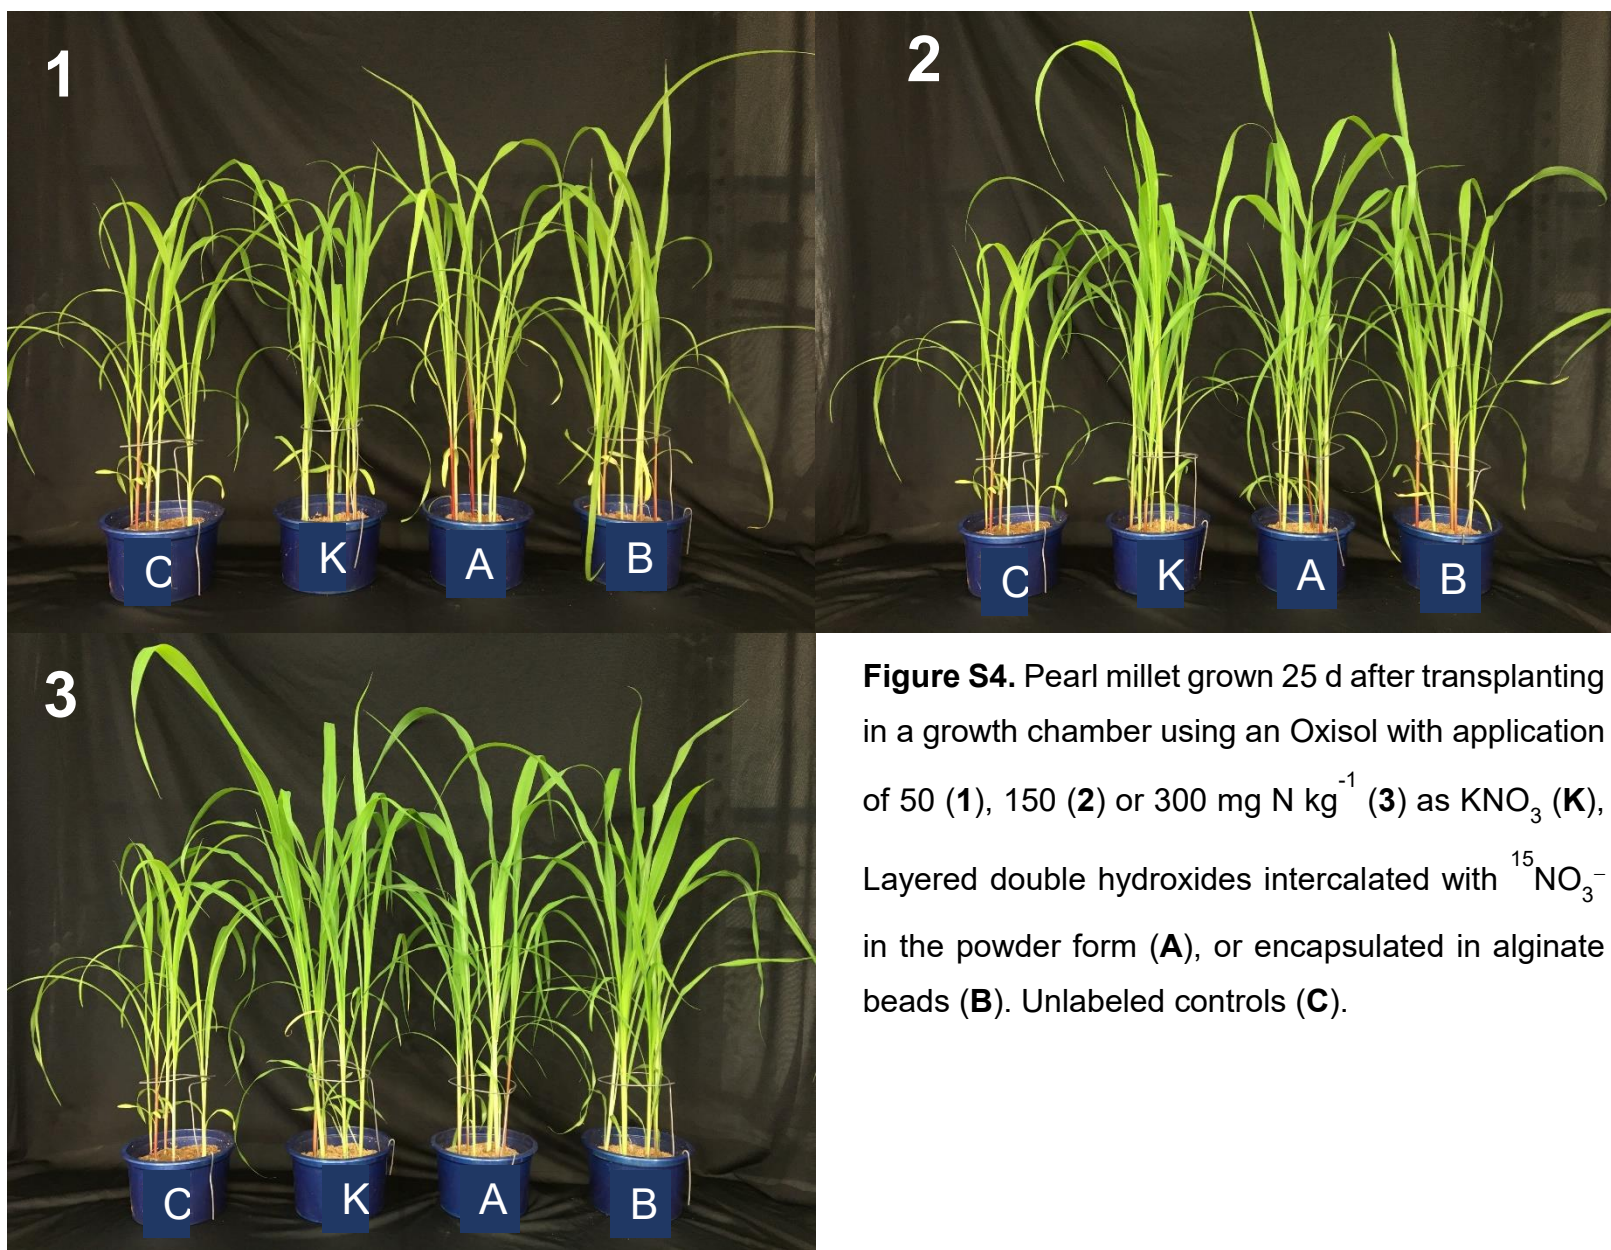 1
2
C K A B
C K A B
3
Figure S4. Pearl millet grown 25 d after transplanting
in a growth chamber using an Oxisol with application
of 50 (1), 150 (2) or 300 mg N kg⁻¹ (3) as KNO₃ (K),
Layered double hydroxides intercalated with ¹⁵NO₃⁻
in the powder form (A), or encapsulated in alginate
beads (B). Unlabeled controls (C).
C K A B